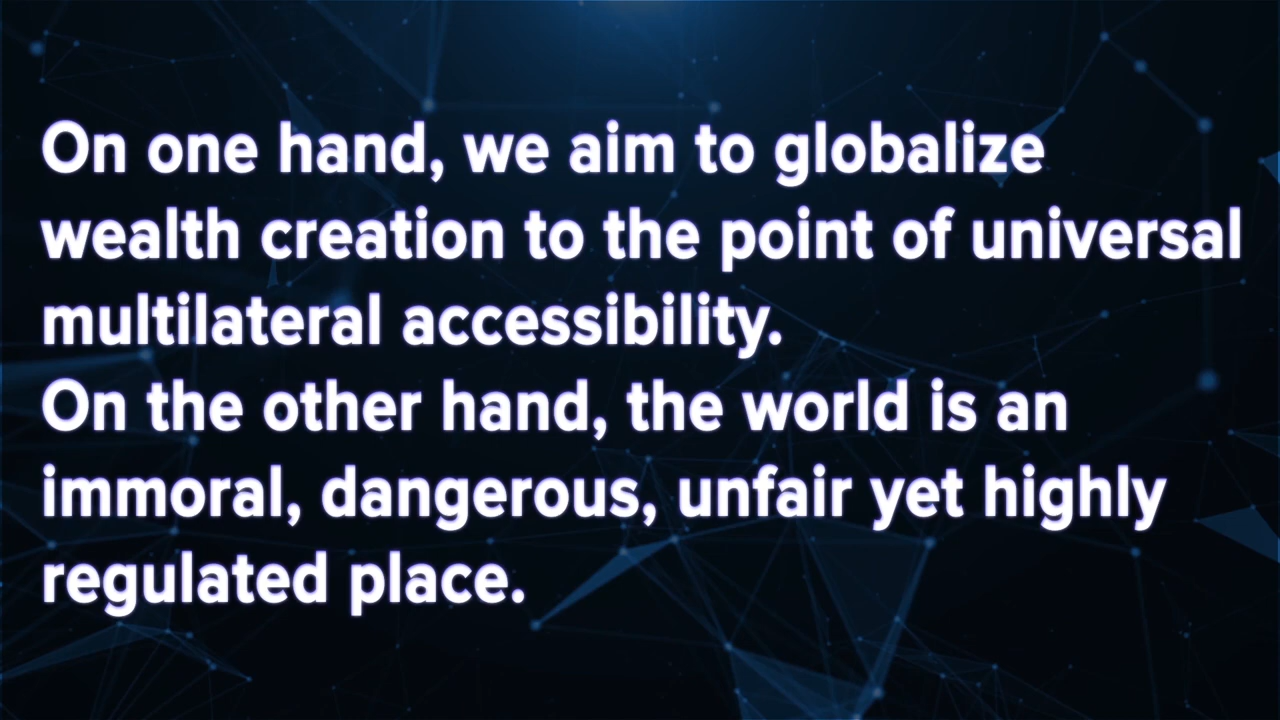 On one hand, we aim to globalize
wealth creation to the point of universal
multilateral accessibility.
On the other hand, the world is an
immoral, dangerous, unfair yet highly
regulated place.